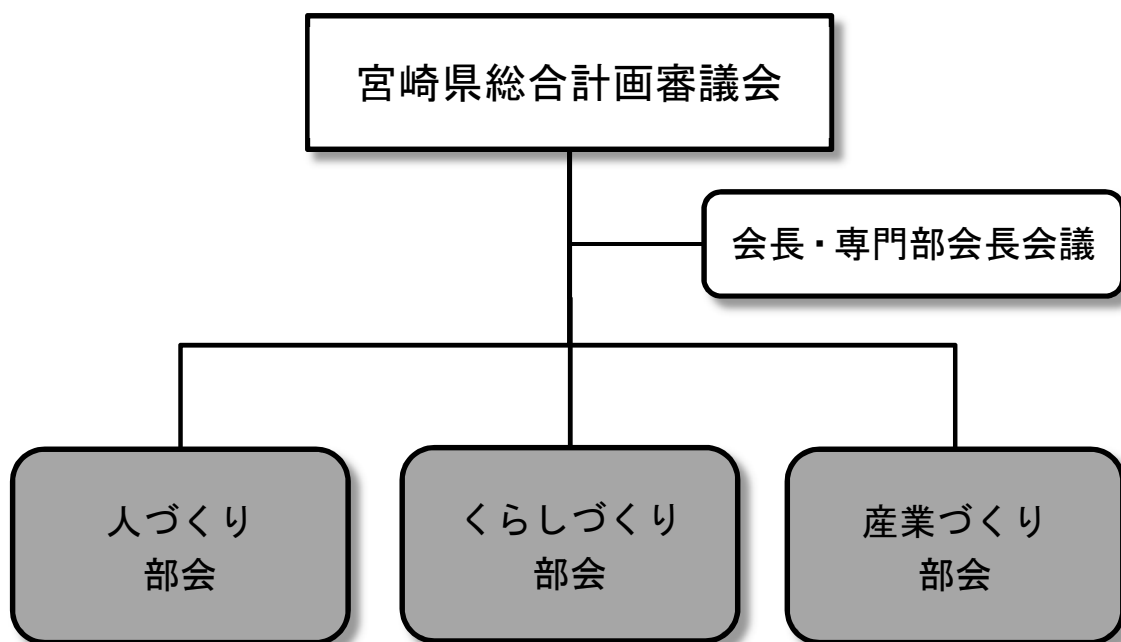 宮崎県総合計画審議会
会長・専門部会長会議
人づくり
部会
くらしづくり
部会
産業づくり
部会